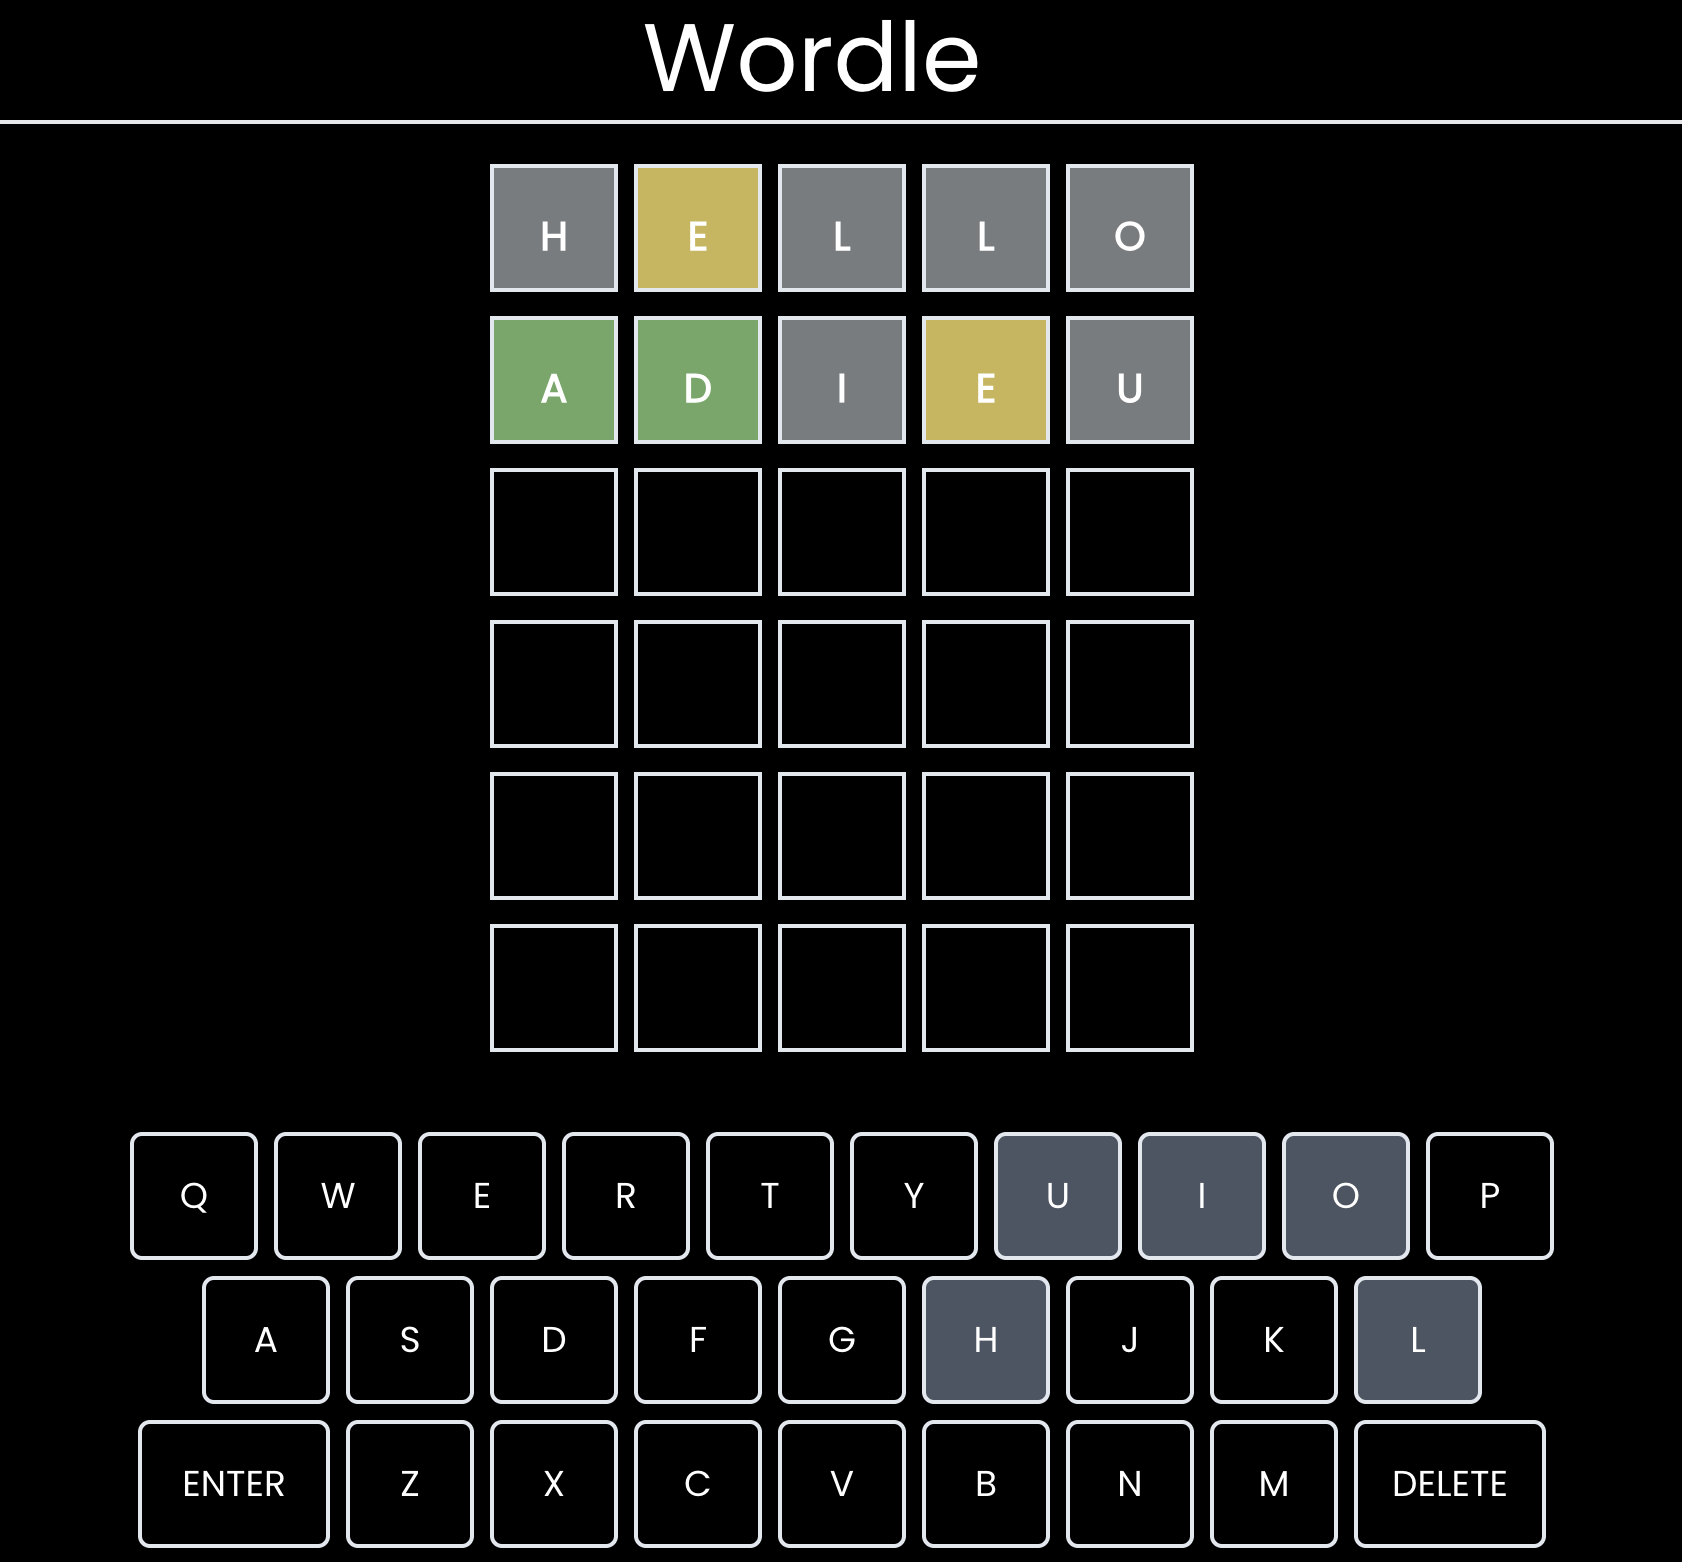 Wordle
H E L L O
A D I E U
Q W E R T Y U I O P
A S D F G H J K L
ENTER Z X C V B N M DELETE